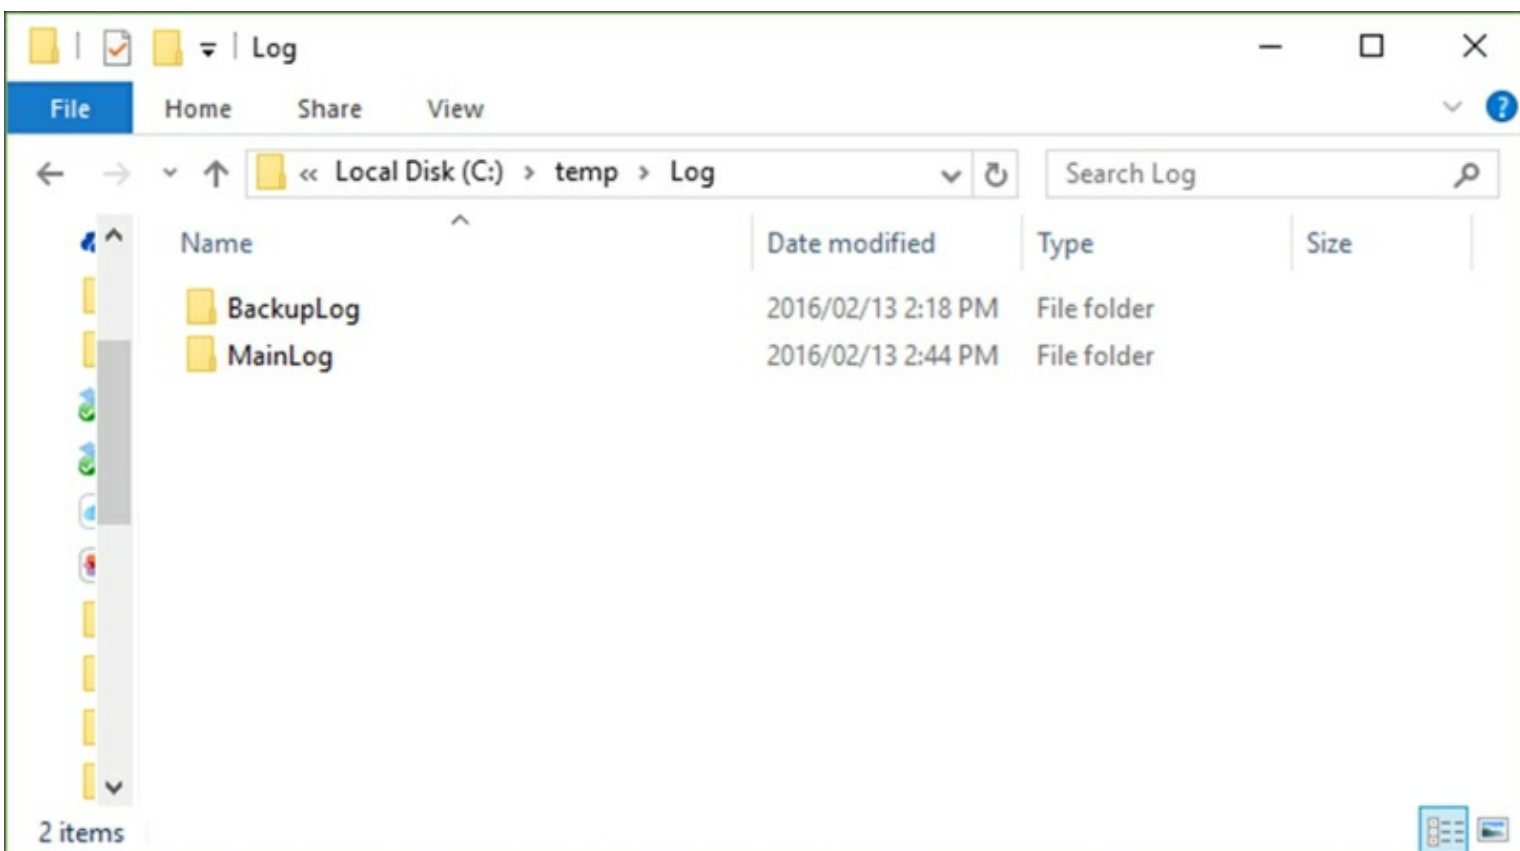 Log
File Home Share View
« Local Disk (C:) › temp › Log Search Log
Name Date modified Type Size
BackupLog 2016/02/13 2:18 PM File folder
MainLog 2016/02/13 2:44 PM File folder
2 items